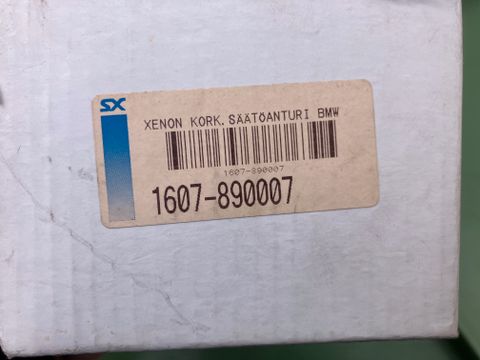 SX
XENON KORK.SÄÄTÖANTURI BMW
1607-890007
1607-890007